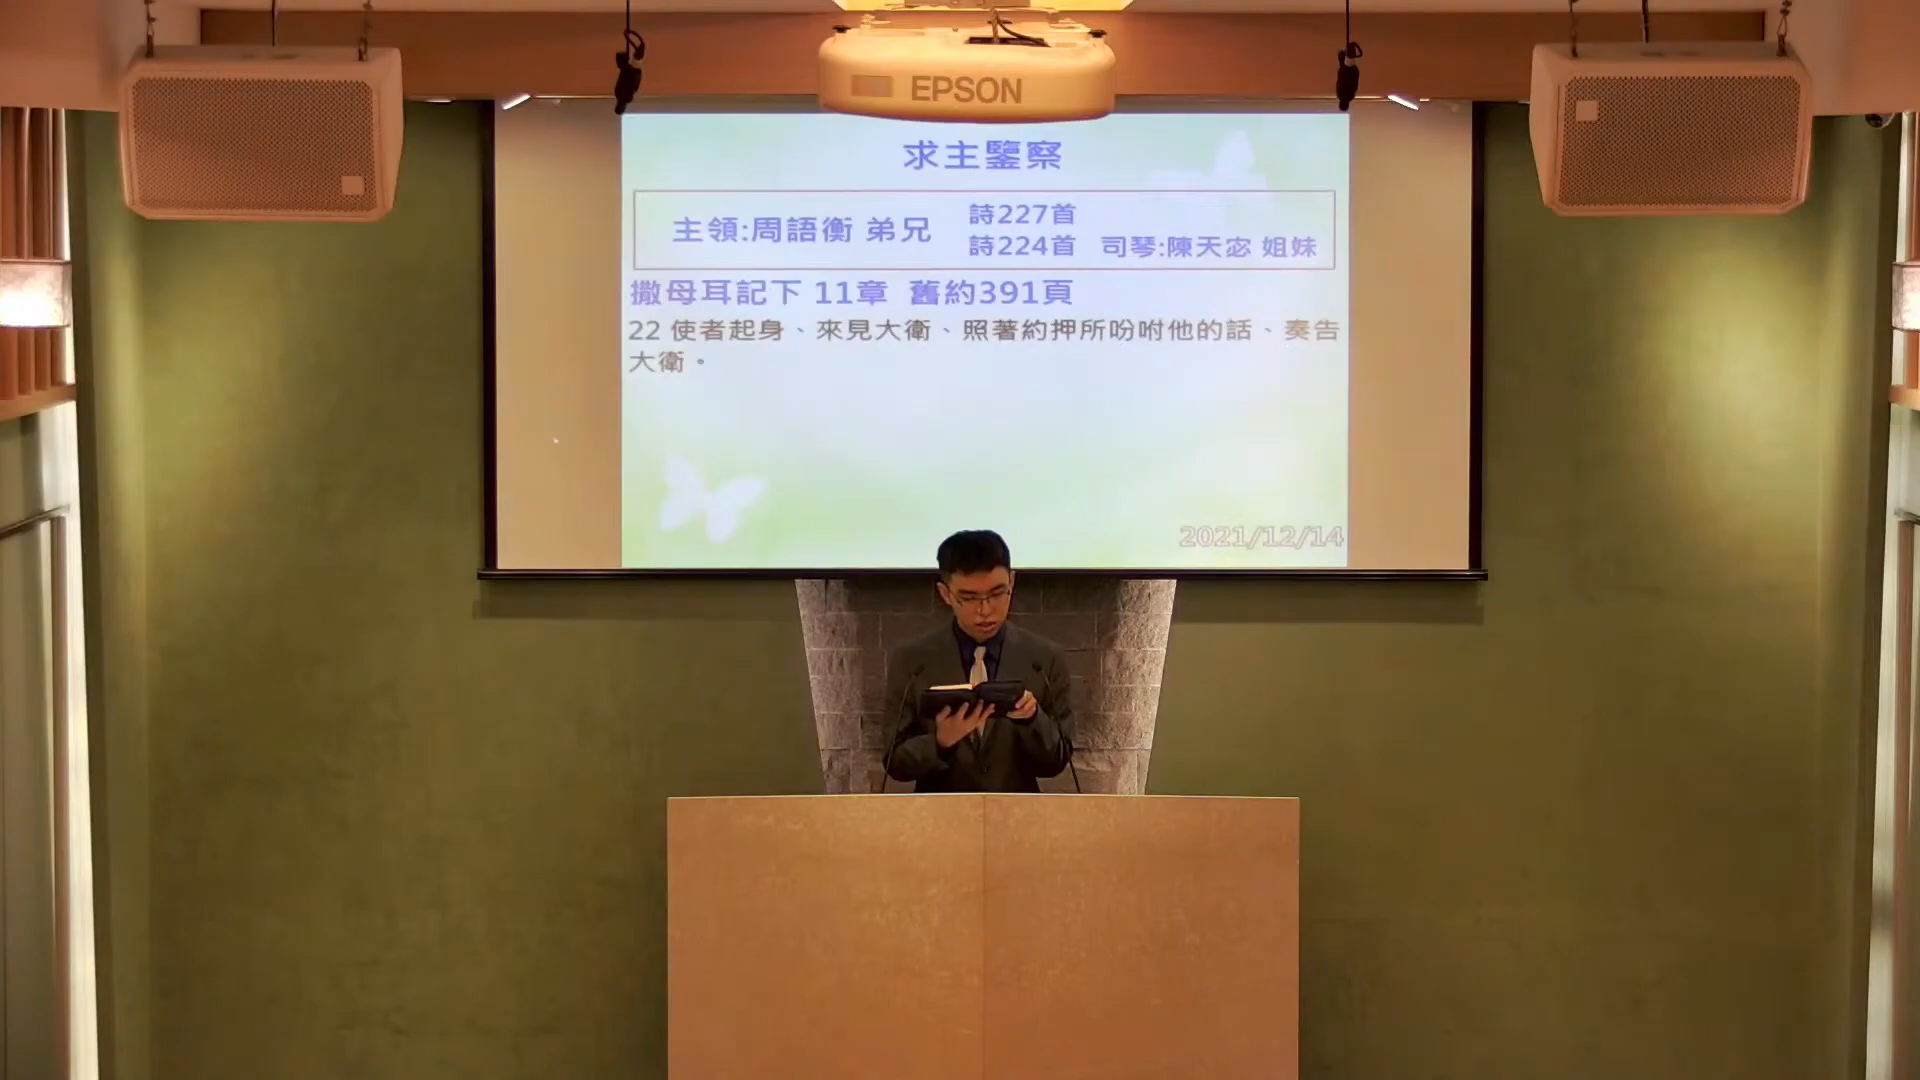 EPSON
求主鑒察
主領:周語衡 弟兄
詩227首
詩224首 司琴:陳天宓 姐妹
撒母耳記下 11章 舊約391頁
22 使者起身、來見大衛、照著約押所吩咐他的話、奏告
大衛。
2021/12/14